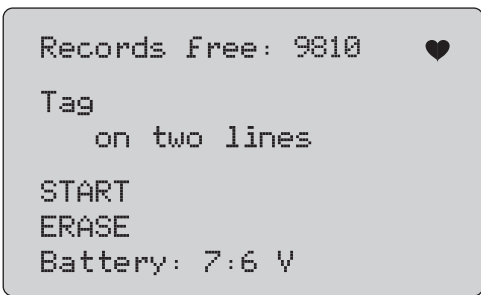 Records free: 9810
Tag
on two lines
START
ERASE
Battery: 7:6 V